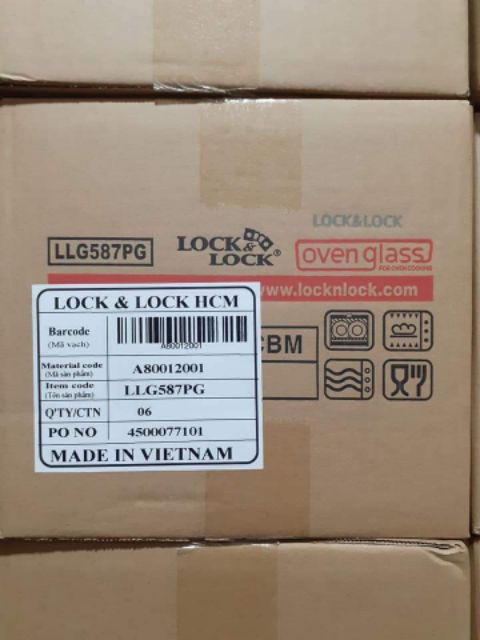 LOCK&LOCK
LLG587PG
LOCK & LOCK®
oven glass
FOR OVEN COOKING
www.locknlock.com
CBM
LOCK & LOCK HCM
Barcode
(Mã vạch)
A80012001
Material code
(Mã sản phẩm)
A80012001
Item code
(Tên sản phẩm)
LLG587PG
Q'TY/CTN
06
PO NO
4500077101
MADE IN VIETNAM